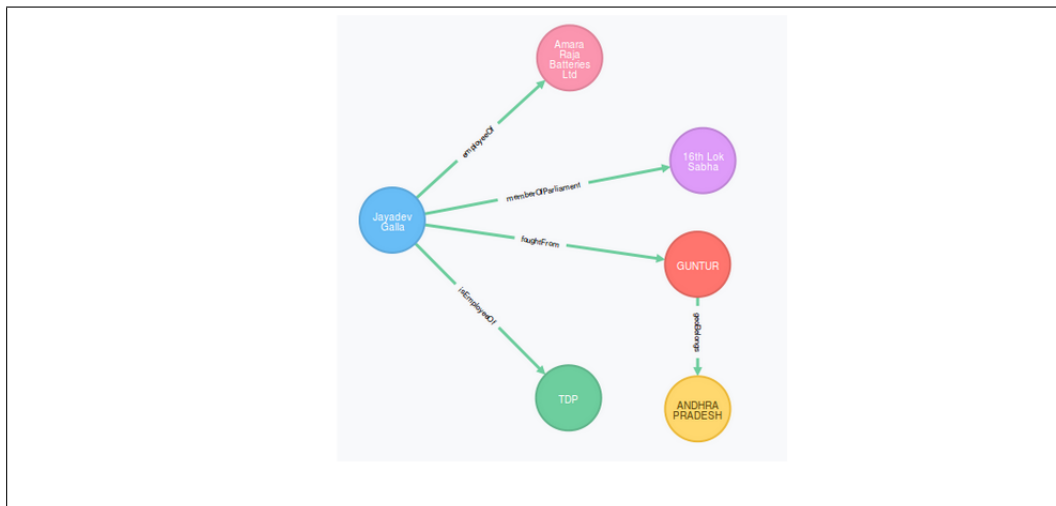 Amara
Raja
Batteries
Ltd
employeeOf
16th Lok
Sabha
memberOfParliament
Jayadev
Galla
foughtFrom
GUNTUR
isEmployeeOf
geoBelongs
TDP
ANDHRA
PRADESH